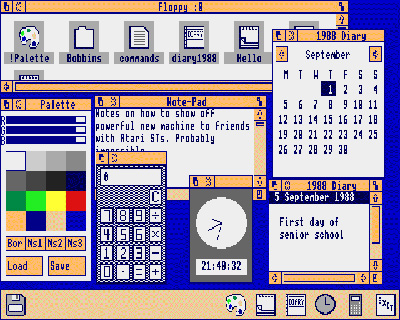 Floppy :0
!Palette
Bobbins
commands
diary1988
Hello
1988 Diary
September
M T W T F S S
1 2 3 4
5 6 7 8 9 10 11
12 13 14 15 16 17 18
19 20 21 22 23 24 25
26 27 28 29 30
Palette
R
G
B
Bor Ns1 Ns2 Ns3
Load Save
Note-Pad
Notes on how to show off
powerful new machine to friends
with Atari STs. Probably
impossible
0
C
7 8 9 ÷
4 5 6 ×
1 2 3 -
0 . = +
21:40:32
1988 Diary
5 September 1988
First day of
senior school
DIARY
EXIT